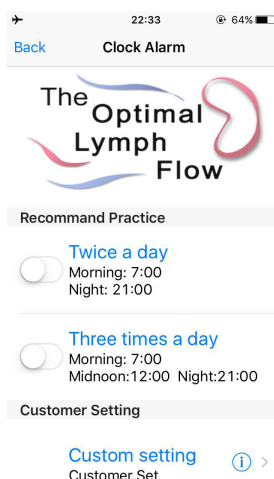 22:33
64%
Back
Clock Alarm
The
Optimal
Lymph
Flow
Recommand Practice
Twice a day
Morning: 7:00
Night: 21:00
Three times a day
Morning: 7:00
Midnoon:12:00 Night:21:00
Customer Setting
Custom setting
Customer Set